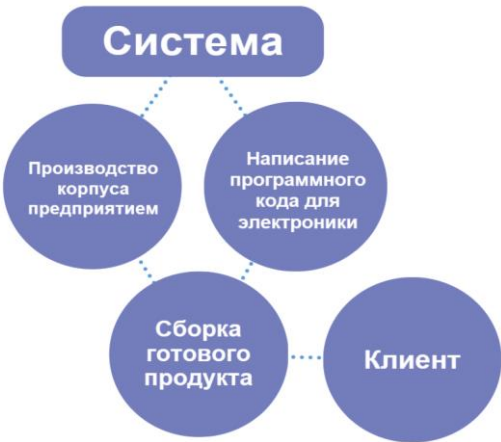 Система
Производство
корпуса
предприятием
Написание
программного
кода для
электроники
Сборка
готового
продукта
Клиент